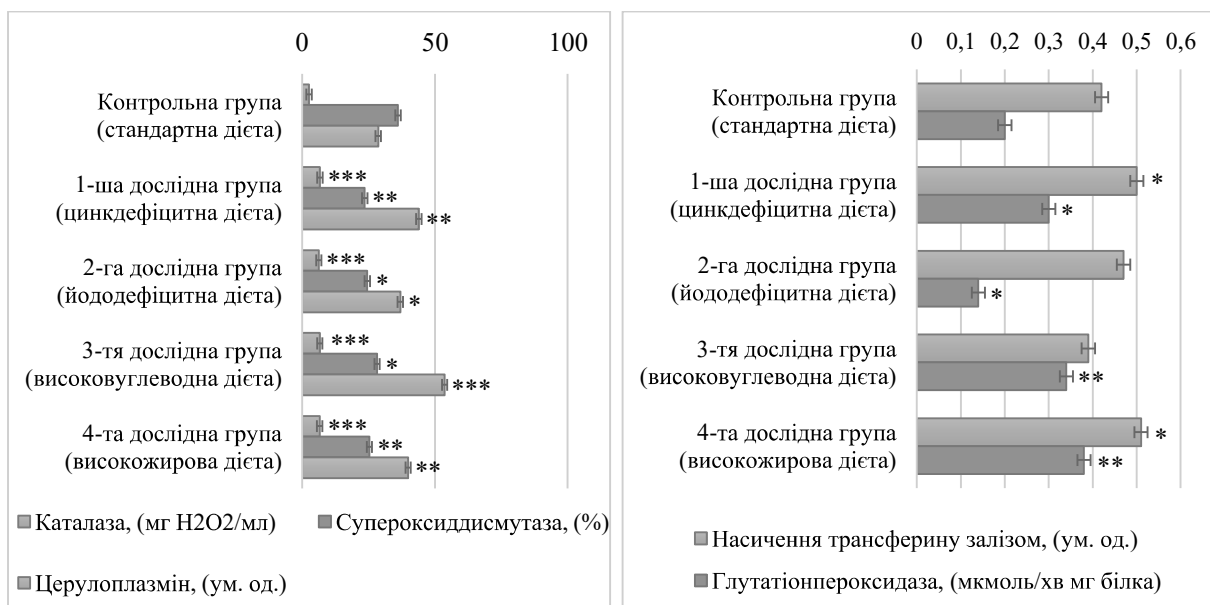 0 50 100
Контрольна група
(стандартна дієта)
1-ша дослідна група
(цинкдефіцитна дієта)
***
**
**
2-га дослідна група
(йододефіцитна дієта)
***
*
*
3-тя дослідна група
(високовуглеводна дієта)
***
*
***
4-та дослідна група
(високожирова дієта)
***
**
**
Каталаза, (мг H2O2/мл)
Супероксиддисмутаза, (%)
Церулоплазмін, (ум. од.)
0 0,1 0,2 0,3 0,4 0,5 0,6
Контрольна група
(стандартна дієта)
1-ша дослідна група
(цинкдефіцитна дієта)
*
*
2-га дослідна група
(йододефіцитна дієта)
*
3-тя дослідна група
(високовуглеводна дієта)
**
4-та дослідна група
(високожирова дієта)
*
**
Насичення трансферину залізом, (ум. од.)
Глутатіонпероксидаза, (мкмоль/хв мг білка)